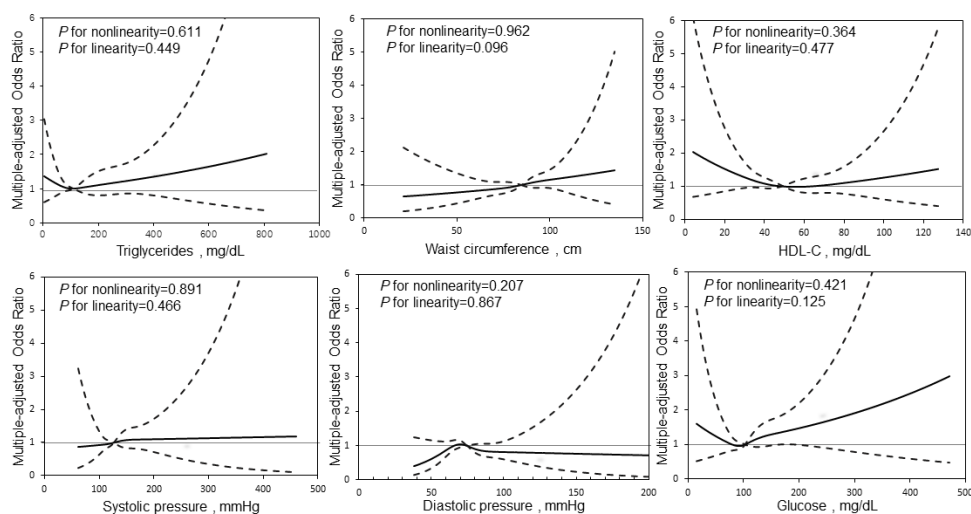 P for nonlinearity=0.611
P for linearity=0.449
Multiple-adjusted Odds Ratio
6
5
4
3
2
1
0
0 200 400 600 800 1000
Triglycerides , mg/dL
P for nonlinearity=0.962
P for linearity=0.096
Multiple-adjusted Odds Ratio
6
5
4
3
2
1
0
0 50 100 150
Waist circumference , cm
P for nonlinearity=0.364
P for linearity=0.477
Multiple-adjusted Odds Ratio
6
5
4
3
2
1
0
0 20 40 60 80 100 120 140
HDL-C , mg/dL
P for nonlinearity=0.891
P for linearity=0.466
Multiple-adjusted Odds Ratio
6
5
4
3
2
1
0
0 100 200 300 400 500
Systolic pressure , mmHg
P for nonlinearity=0.207
P for linearity=0.867
Multiple-adjusted Odds Ratio
6
5
4
3
2
1
0
0 50 100 150 200
Diastolic pressure , mmHg
P for nonlinearity=0.421
P for linearity=0.125
Multiple-adjusted Odds Ratio
6
5
4
3
2
1
0
0 100 200 300 400 500
Glucose , mg/dL